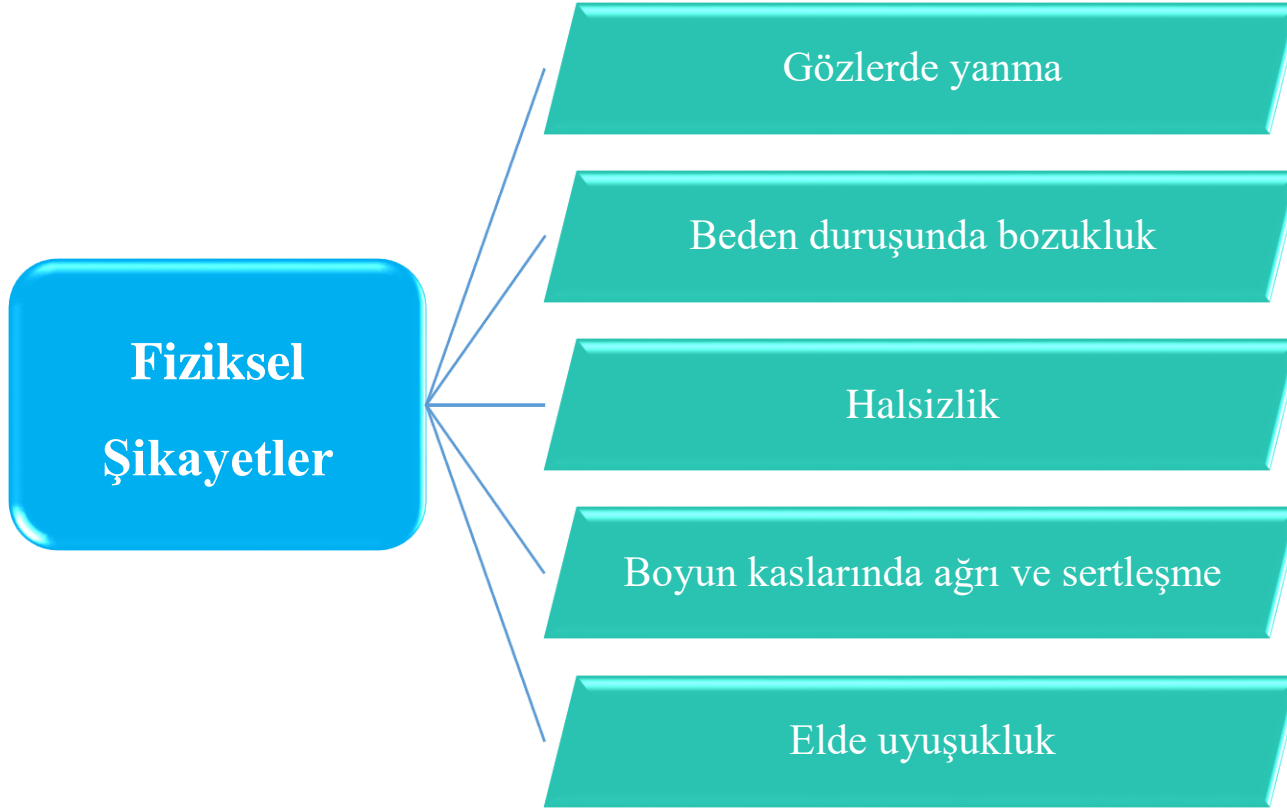 Fiziksel
Şikayetler
Gözlerde yanma
Beden duruşunda bozukluk
Halsizlik
Boyun kaslarında ağrı ve sertleşme
Elde uyuşukluk